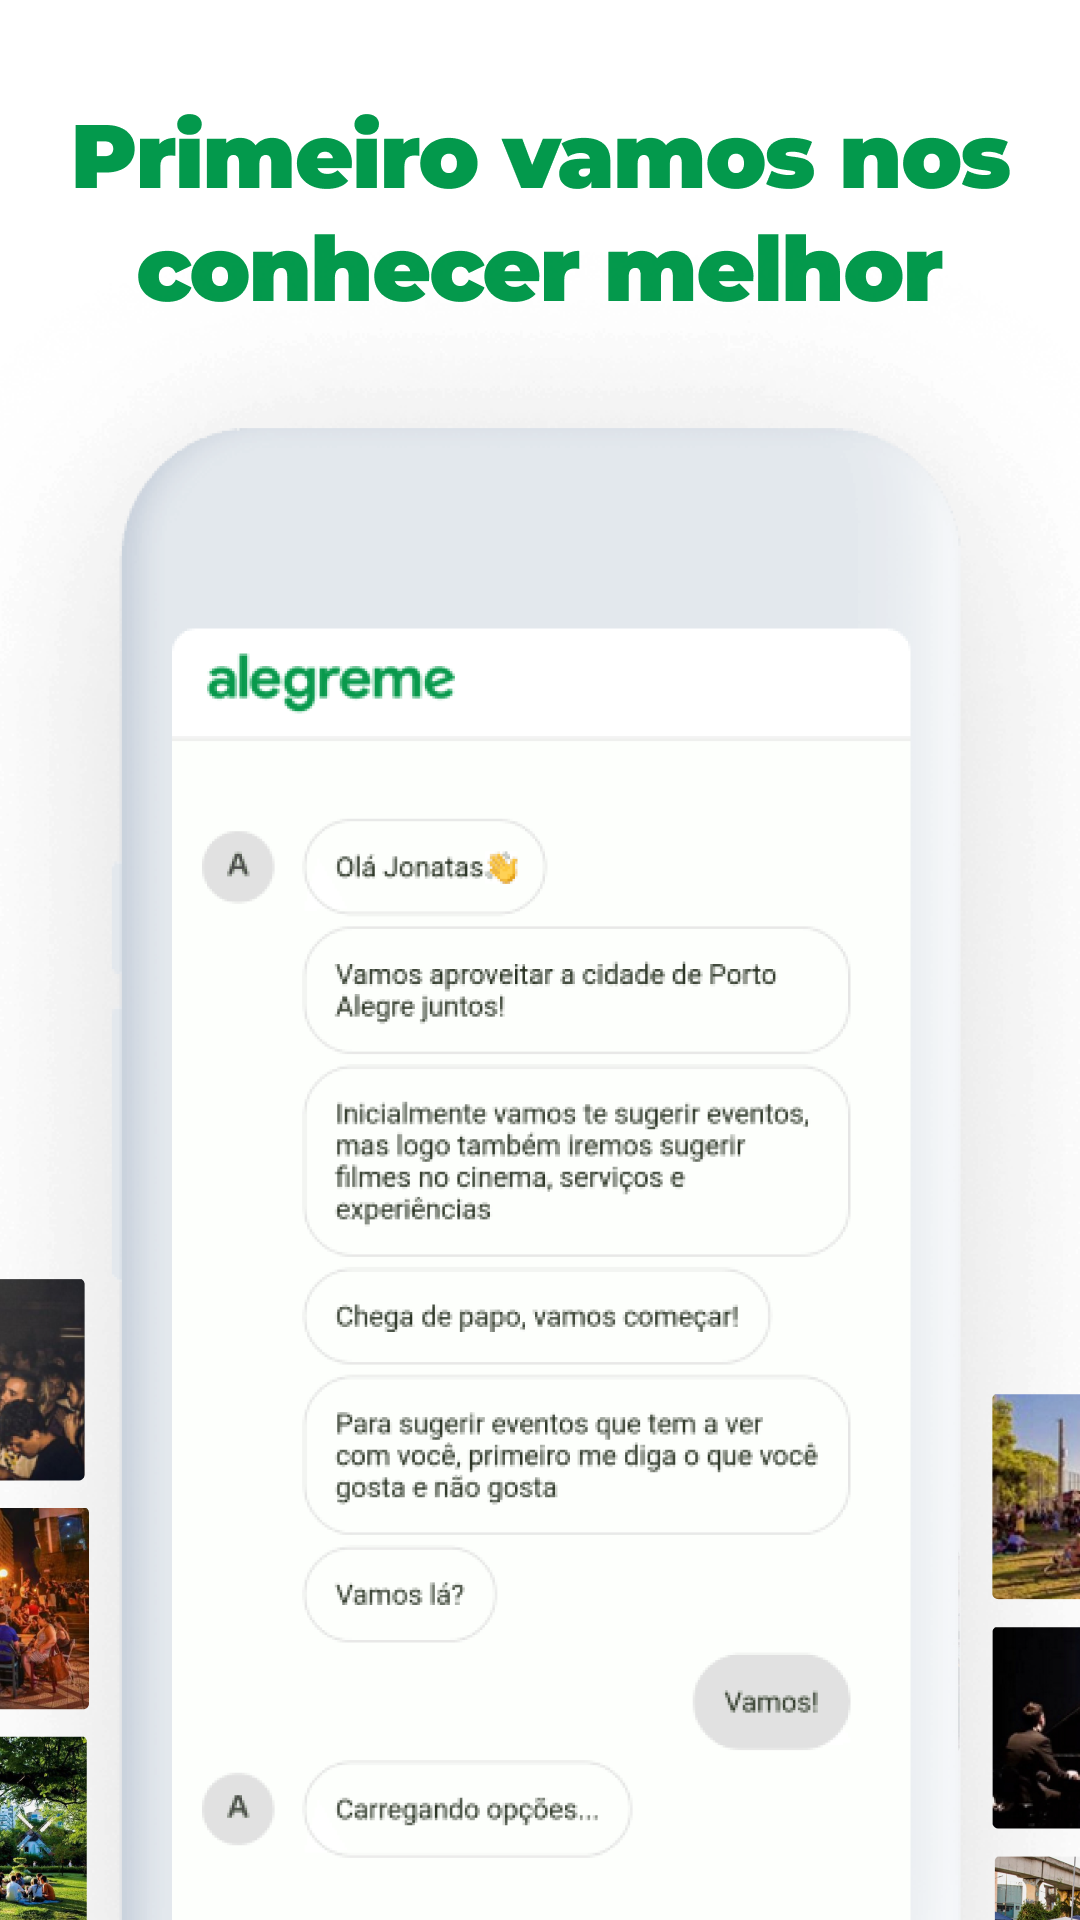 Primeiro vamos nos
conhecer melhor
alegreme
A
Olá Jonatas👋
Vamos aproveitar a cidade de Porto
Alegre juntos!
Inicialmente vamos te sugerir eventos,
mas logo também iremos sugerir
filmes no cinema, serviços e
experiências
Chega de papo, vamos começar!
Para sugerir eventos que tem a ver
com você, primeiro me diga o que você
gosta e não gosta
Vamos lá?
Vamos!
A
Carregando opções...